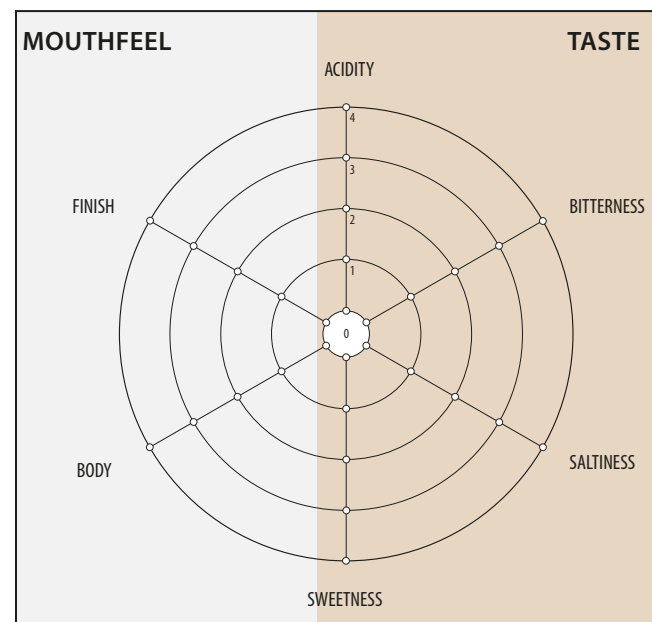 MOUTHFEEL
TASTE
ACIDITY
4
3
2
1
0
FINISH
BITTERNESS
BODY
SALTINESS
SWEETNESS